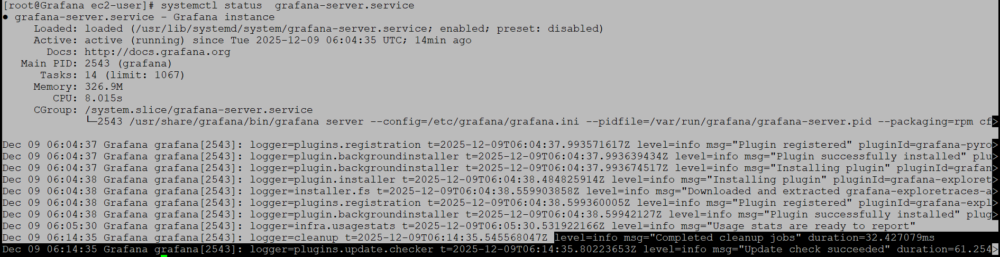 [root@Grafana ec2-user]# systemctl status  grafana-server.service
● grafana-server.service - Grafana instance
     Loaded: loaded (/usr/lib/systemd/system/grafana-server.service; enabled; preset: disabled)
     Active: active (running) since Tue 2025-12-09 06:04:35 UTC; 14min ago
       Docs: http://docs.grafana.org
   Main PID: 2543 (grafana)
      Tasks: 14 (limit: 1067)
     Memory: 326.9M
        CPU: 8.015s
     CGroup: /system.slice/grafana-server.service
             └─2543 /usr/share/grafana/bin/grafana server --config=/etc/grafana/grafana.ini --pidfile=/var/run/grafana/grafana-server.pid --packaging=rpm cf>
Dec 09 06:04:37 Grafana grafana[2543]: logger=plugins.registration t=2025-12-09T06:04:37.993571617Z level=info msg="Plugin registered" pluginId=grafana-pyro>
Dec 09 06:04:37 Grafana grafana[2543]: logger=plugin.backgroundinstaller t=2025-12-09T06:04:37.993639434Z level=info msg="Plugin successfully installed" plu>
Dec 09 06:04:37 Grafana grafana[2543]: logger=plugin.backgroundinstaller t=2025-12-09T06:04:37.993674517Z level=info msg="Installing plugin" pluginId=grafan>
Dec 09 06:04:38 Grafana grafana[2543]: logger=plugin.installer t=2025-12-09T06:04:38.484825914Z level=info msg="Installing plugin" pluginId=grafana-exploret>
Dec 09 06:04:38 Grafana grafana[2543]: logger=installer.fs t=2025-12-09T06:04:38.559903858Z level=info msg="Downloaded and extracted grafana-exploretraces-a>
Dec 09 06:04:38 Grafana grafana[2543]: logger=plugins.registration t=2025-12-09T06:04:38.599360005Z level=info msg="Plugin registered" pluginId=grafana-expl>
Dec 09 06:04:38 Grafana grafana[2543]: logger=plugin.backgroundinstaller t=2025-12-09T06:04:38.59942127Z level=info msg="Plugin successfully installed" plug>
Dec 09 06:05:30 Grafana grafana[2543]: logger=infra.usagestats t=2025-12-09T06:05:30.531922166Z level=info msg="Usage stats are ready to report"
Dec 09 06:14:35 Grafana grafana[2543]: logger=cleanup t=2025-12-09T06:14:35.545568047Z level=info msg="Completed cleanup jobs" duration=32.427079ms
Dec 09 06:14:35 Grafana grafana[2543]: logger=plugins.update.checker t=2025-12-09T06:14:35.80223653Z level=info msg="Update check succeeded" duration=61.254>